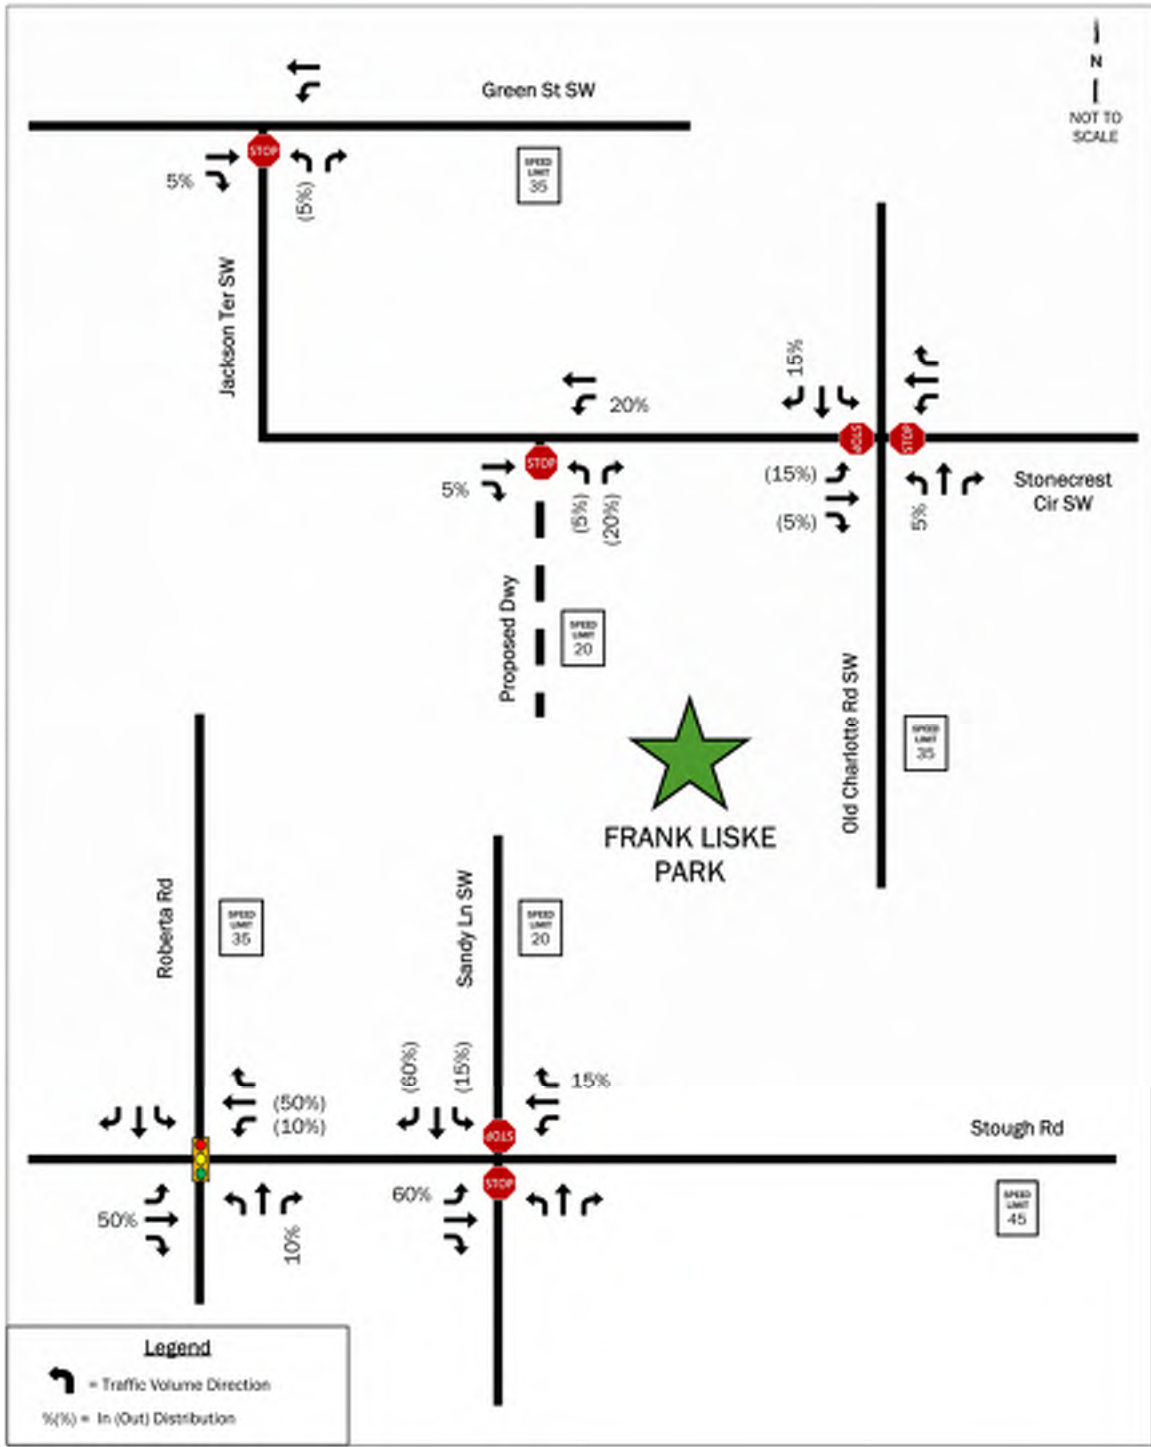 N
NOT TO
SCALE
Green St SW
STOP
5%
(5%)
SPEED
LIMIT
35
Jackson Ter SW
15%
20%
STOP
STOP
STOP
5%
(5%)
(20%)
(15%)
(5%)
5%
Stonecrest
Cir SW
Proposed Dwy
SPEED
LIMIT
20
Old Charlotte Rd SW
SPEED
LIMIT
35
FRANK LISKE
PARK
Roberta Rd
SPEED
LIMIT
35
Sandy Ln SW
SPEED
LIMIT
20
(60%)
(15%)
15%
(50%)
(10%)
STOP
Stough Rd
STOP
50%
10%
60%
SPEED
LIMIT
45
Legend
= Traffic Volume Direction
%(%) = In (Out) Distribution